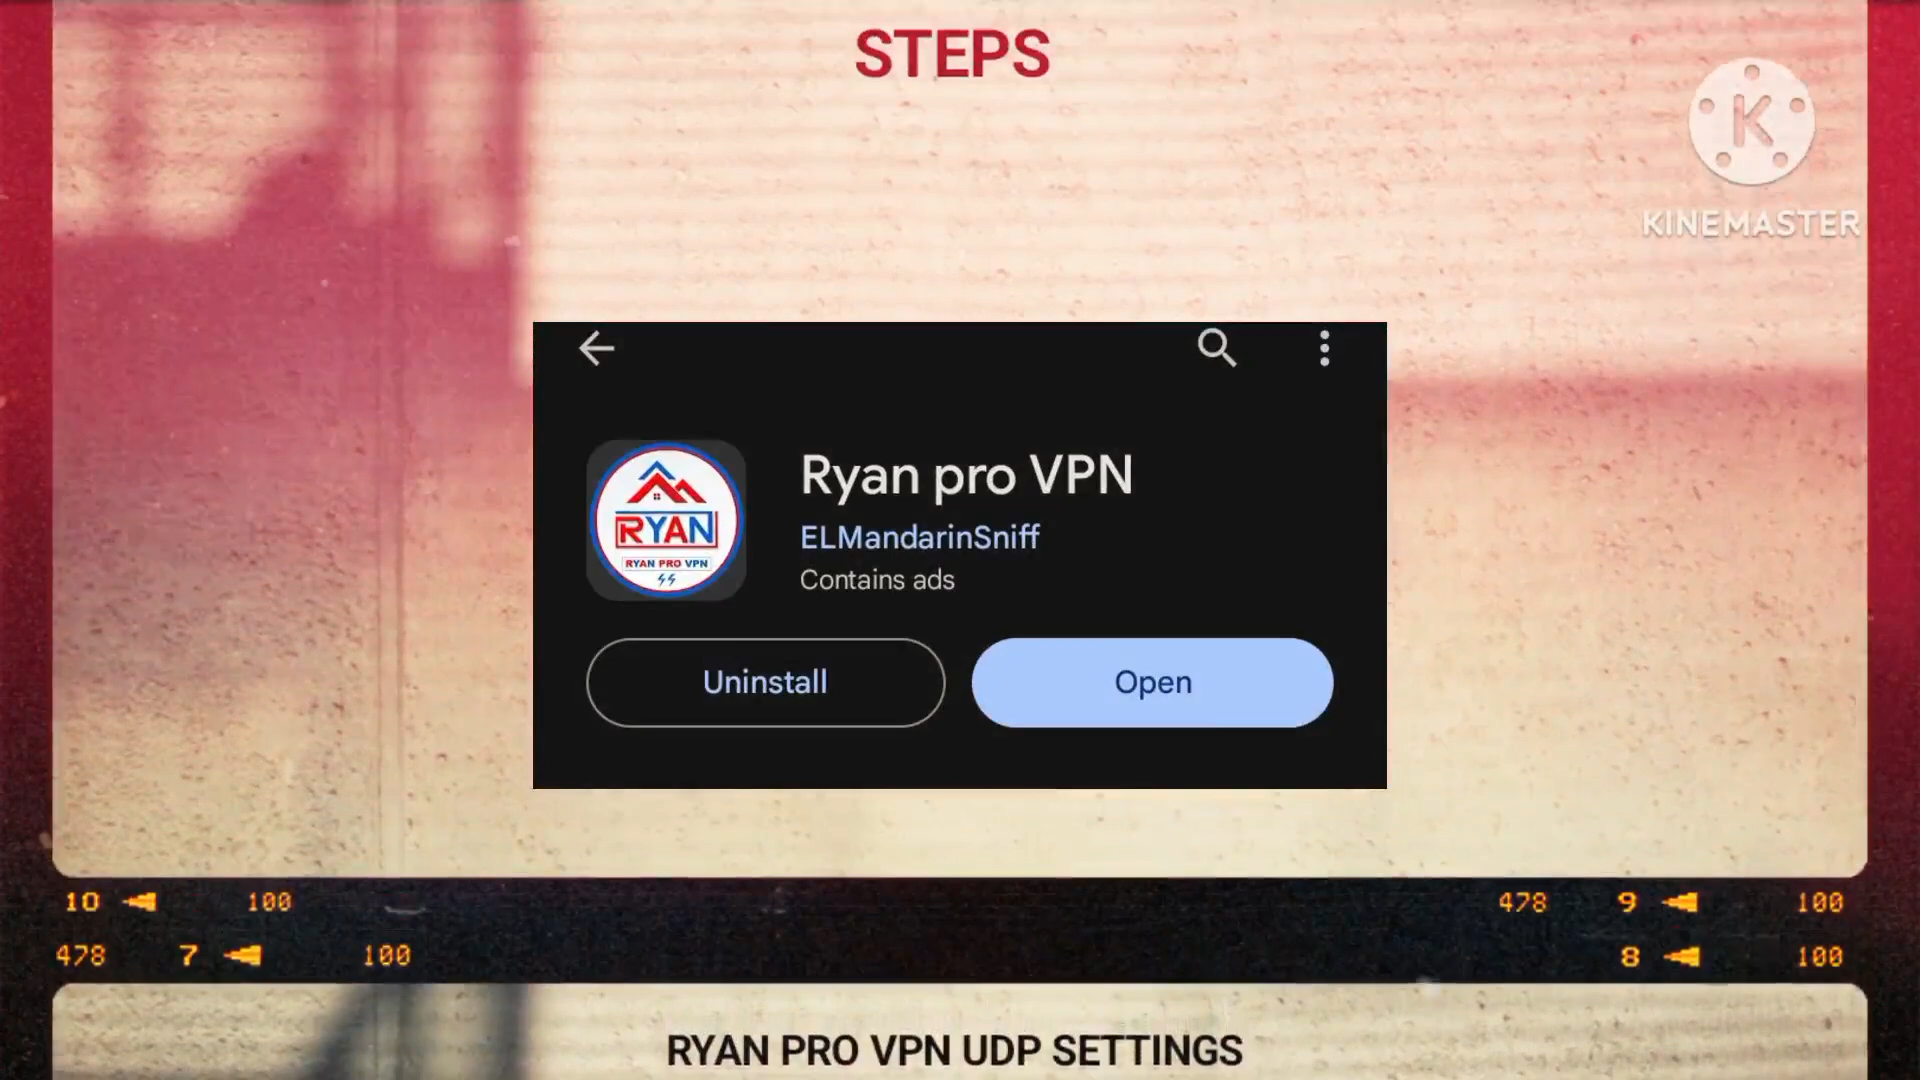 STEPS
K
KINEMASTER
Ryan pro VPN
ELMandarinSniff
Contains ads
RYAN
RYAN PRO VPN
Uninstall
Open
10 100
478 9 100
478 7 100
8 100
RYAN PRO VPN UDP SETTINGS